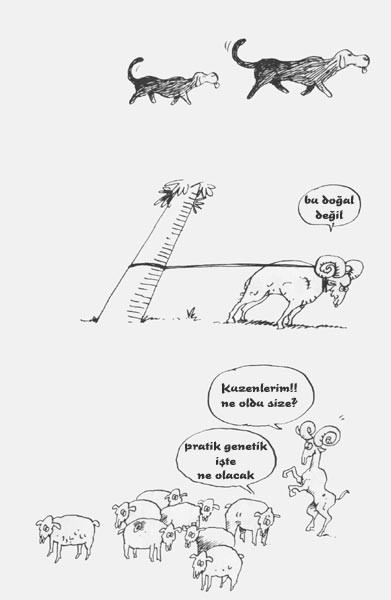 bu doğal
değil
Kuzenlerim!!
ne oldu size?
pratik genetik
işte
ne olacak